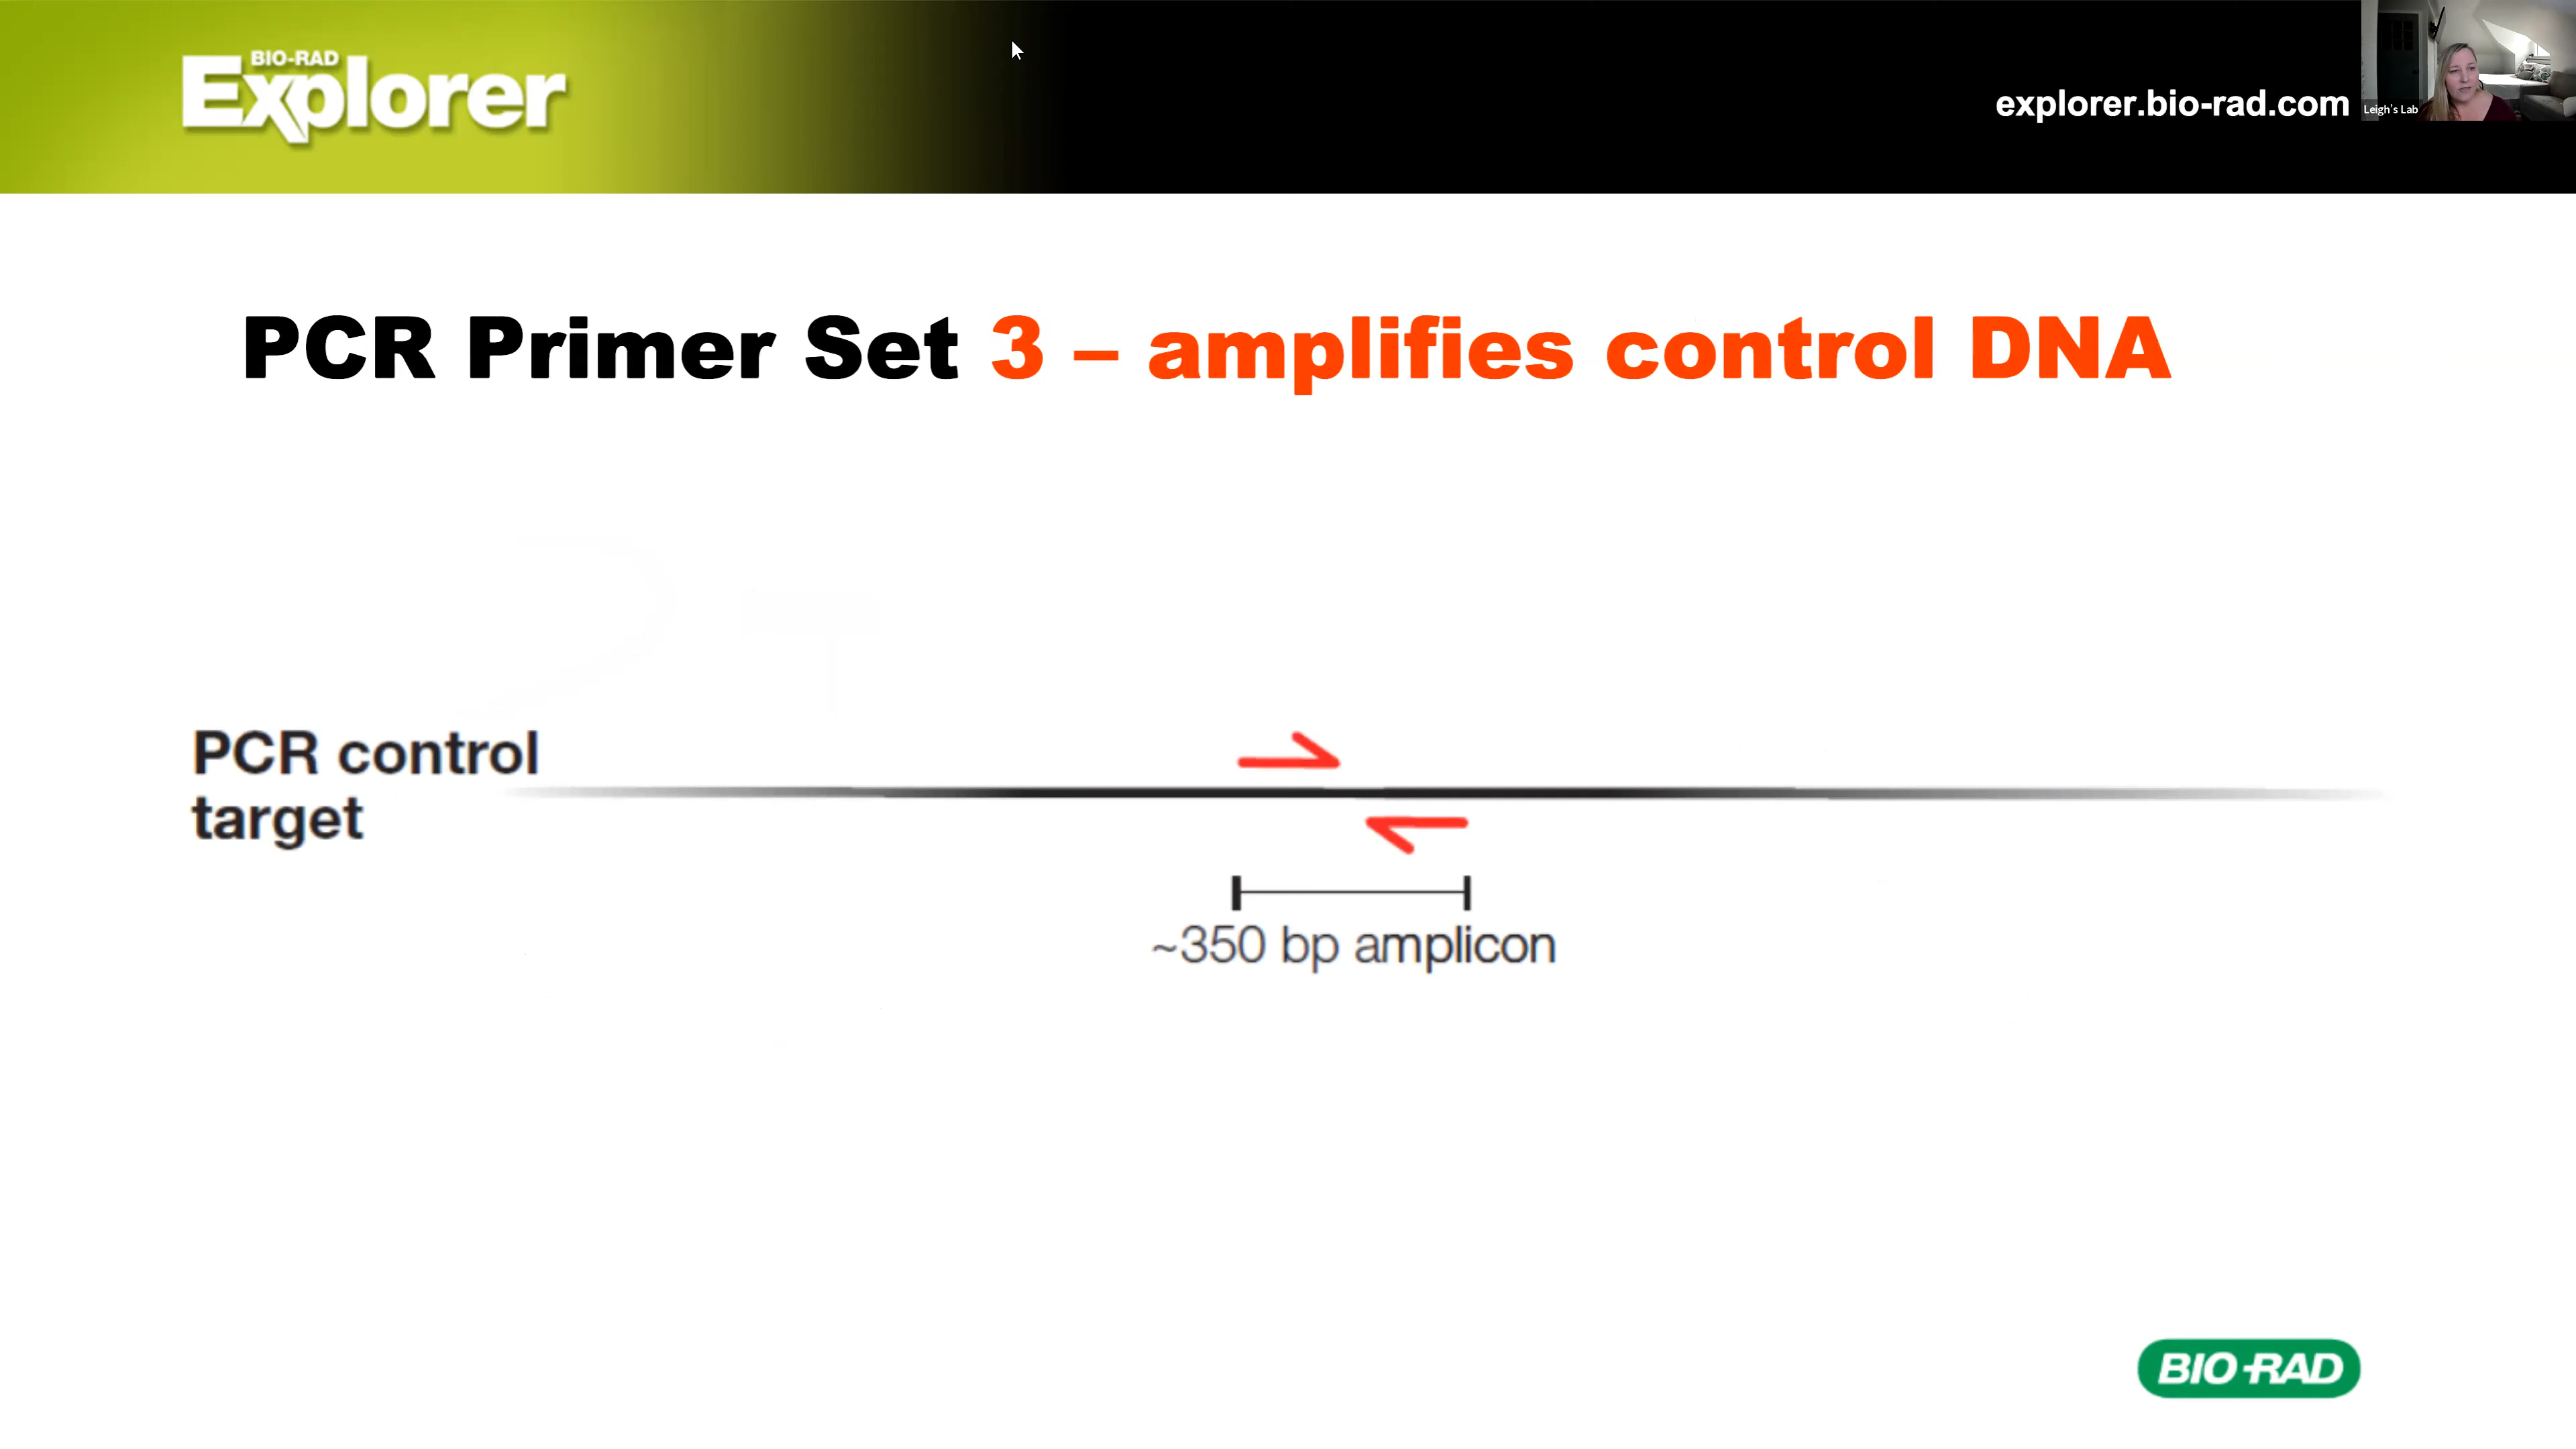 BIO-RAD
Explorer
explorer.bio-rad.com
Leigh's Lab
PCR Primer Set 3 – amplifies control DNA
PCR control
target
~350 bp amplicon
BIO-RAD